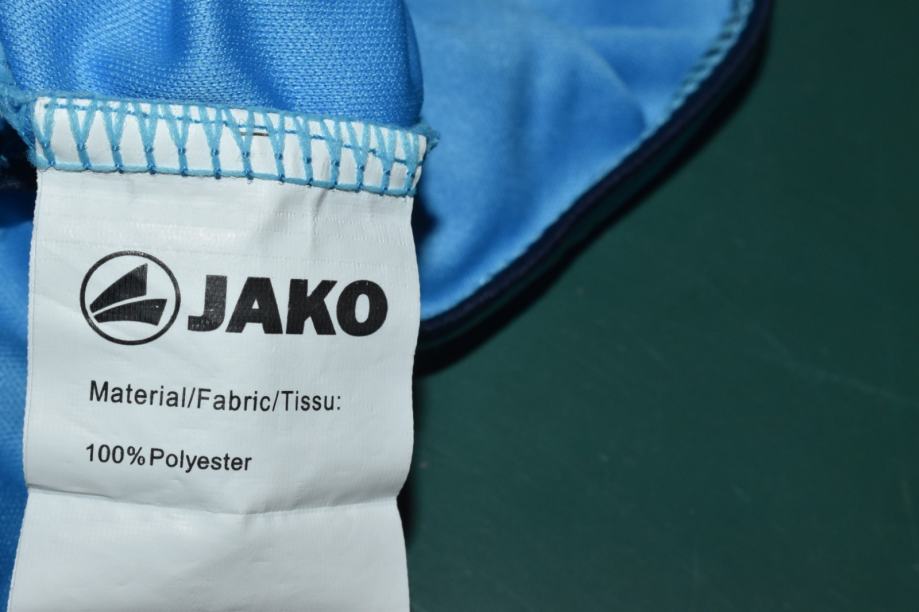 JAKO
Material/Fabric/Tissu:
100%Polyester